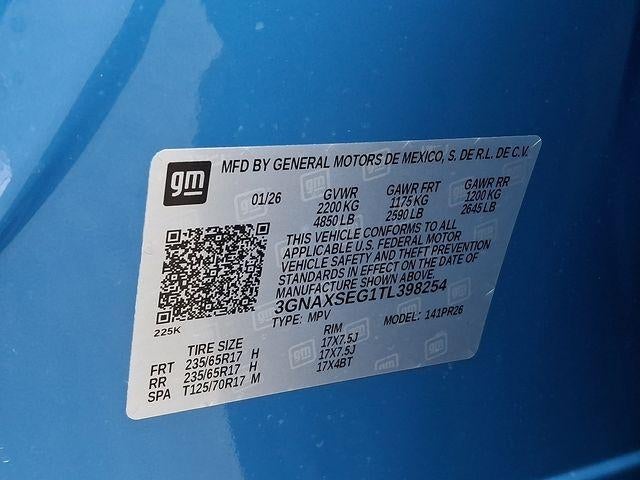 gm
MFD BY GENERAL MOTORS DE MEXICO, S. DE R.L. DE C.V.
01/26
GVWR
2200 KG
4850 LB
GAWR FRT
1175 KG
2590 LB
GAWR RR
1200 KG
2645 LB
THIS VEHICLE CONFORMS TO ALL
APPLICABLE U.S. FEDERAL MOTOR
VEHICLE SAFETY AND THEFT PREVENTION
STANDARDS IN EFFECT ON THE DATE OF
MANUFACTURE SHOWN ABOVE.
3GNAXSEG1TL398254
TYPE: MPV MODEL: 141PR26
225K
TIRE SIZE RIM
FRT 235/65R17 H 17X7.5J
RR 235/65R17 H 17X7.5J
SPA T125/70R17 M 17X4BT